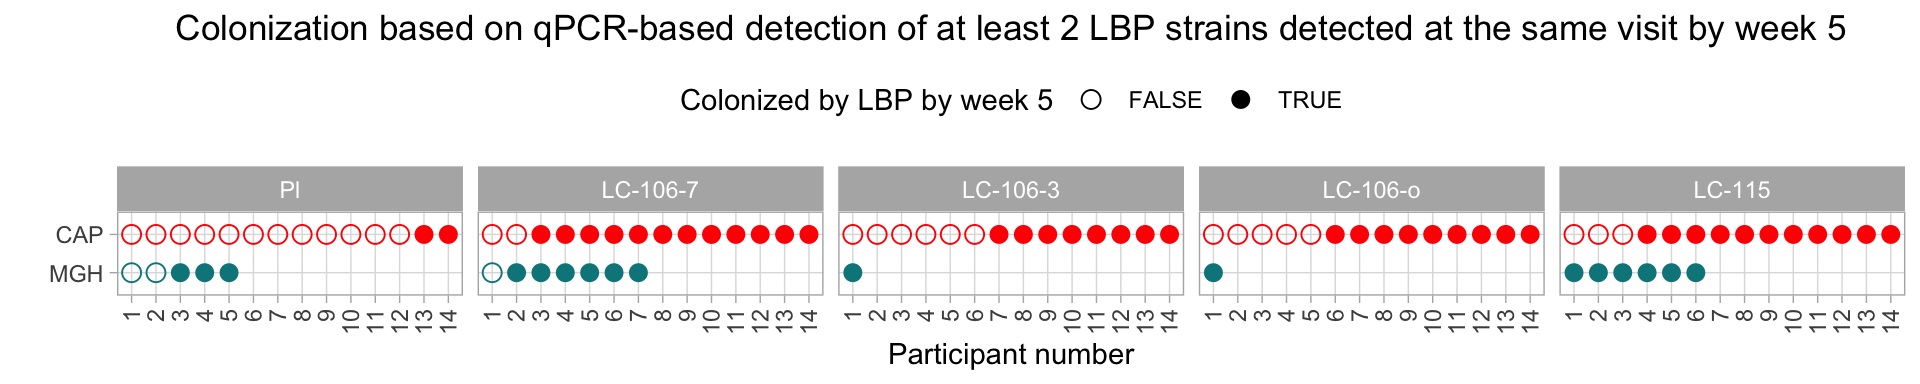 Colonization based on qPCR-based detection of at least 2 LBP strains detected at the same visit by week 5
Colonized by LBP by week 5 FALSE TRUE
Pl LC-106-7 LC-106-3 LC-106-o LC-115
CAP
MGH
1 2 3 4 5 6 7 8 9 10 11 12 13 14 1 2 3 4 5 6 7 8 9 10 11 12 13 14 1 2 3 4 5 6 7 8 9 10 11 12 13 14 1 2 3 4 5 6 7 8 9 10 11 12 13 14 1 2 3 4 5 6 7 8 9 10 11 12 13 14
Participant number